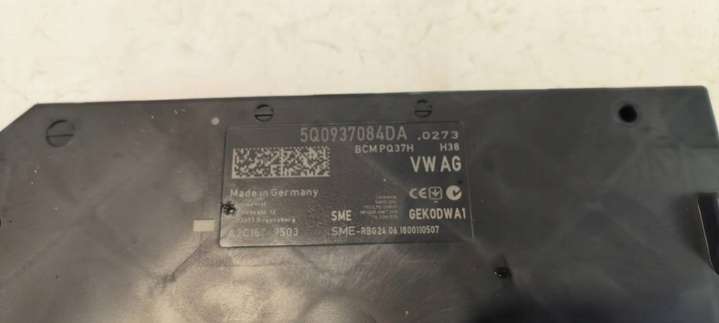 5Q0937084DA .0273
BCMPQ37H H38
VW AG
Made in Germany
SME GEKODWA1
SME-RBG24.06.1800110507